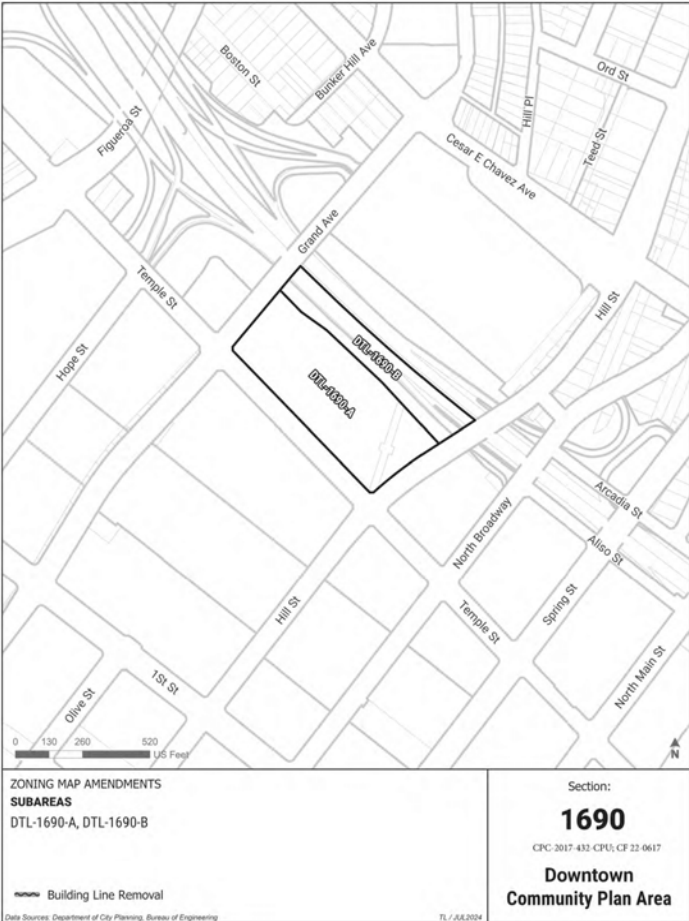 Boston St
Bunker Hill Ave
Ord St
Hill Pl
Figueroa St
Teed St
Cesar E Chavez Ave
Grand Ave
Temple St
Hill St
Hope St
DTL-1690-B
DTL-1690-A
Arcadia St
North Broadway
Aliso St
Hill St
Temple St
Spring St
North Main St
1St St
Olive St
0 130 260 520
US Feet
N
ZONING MAP AMENDMENTS
SUBAREAS
DTL-1690-A, DTL-1690-B
Building Line Removal
Data Sources: Department of City Planning, Bureau of Engineering
TL / JUL2024
Section:
1690
CPC-2017-432-CPU; CF 22-0617
Downtown
Community Plan Area